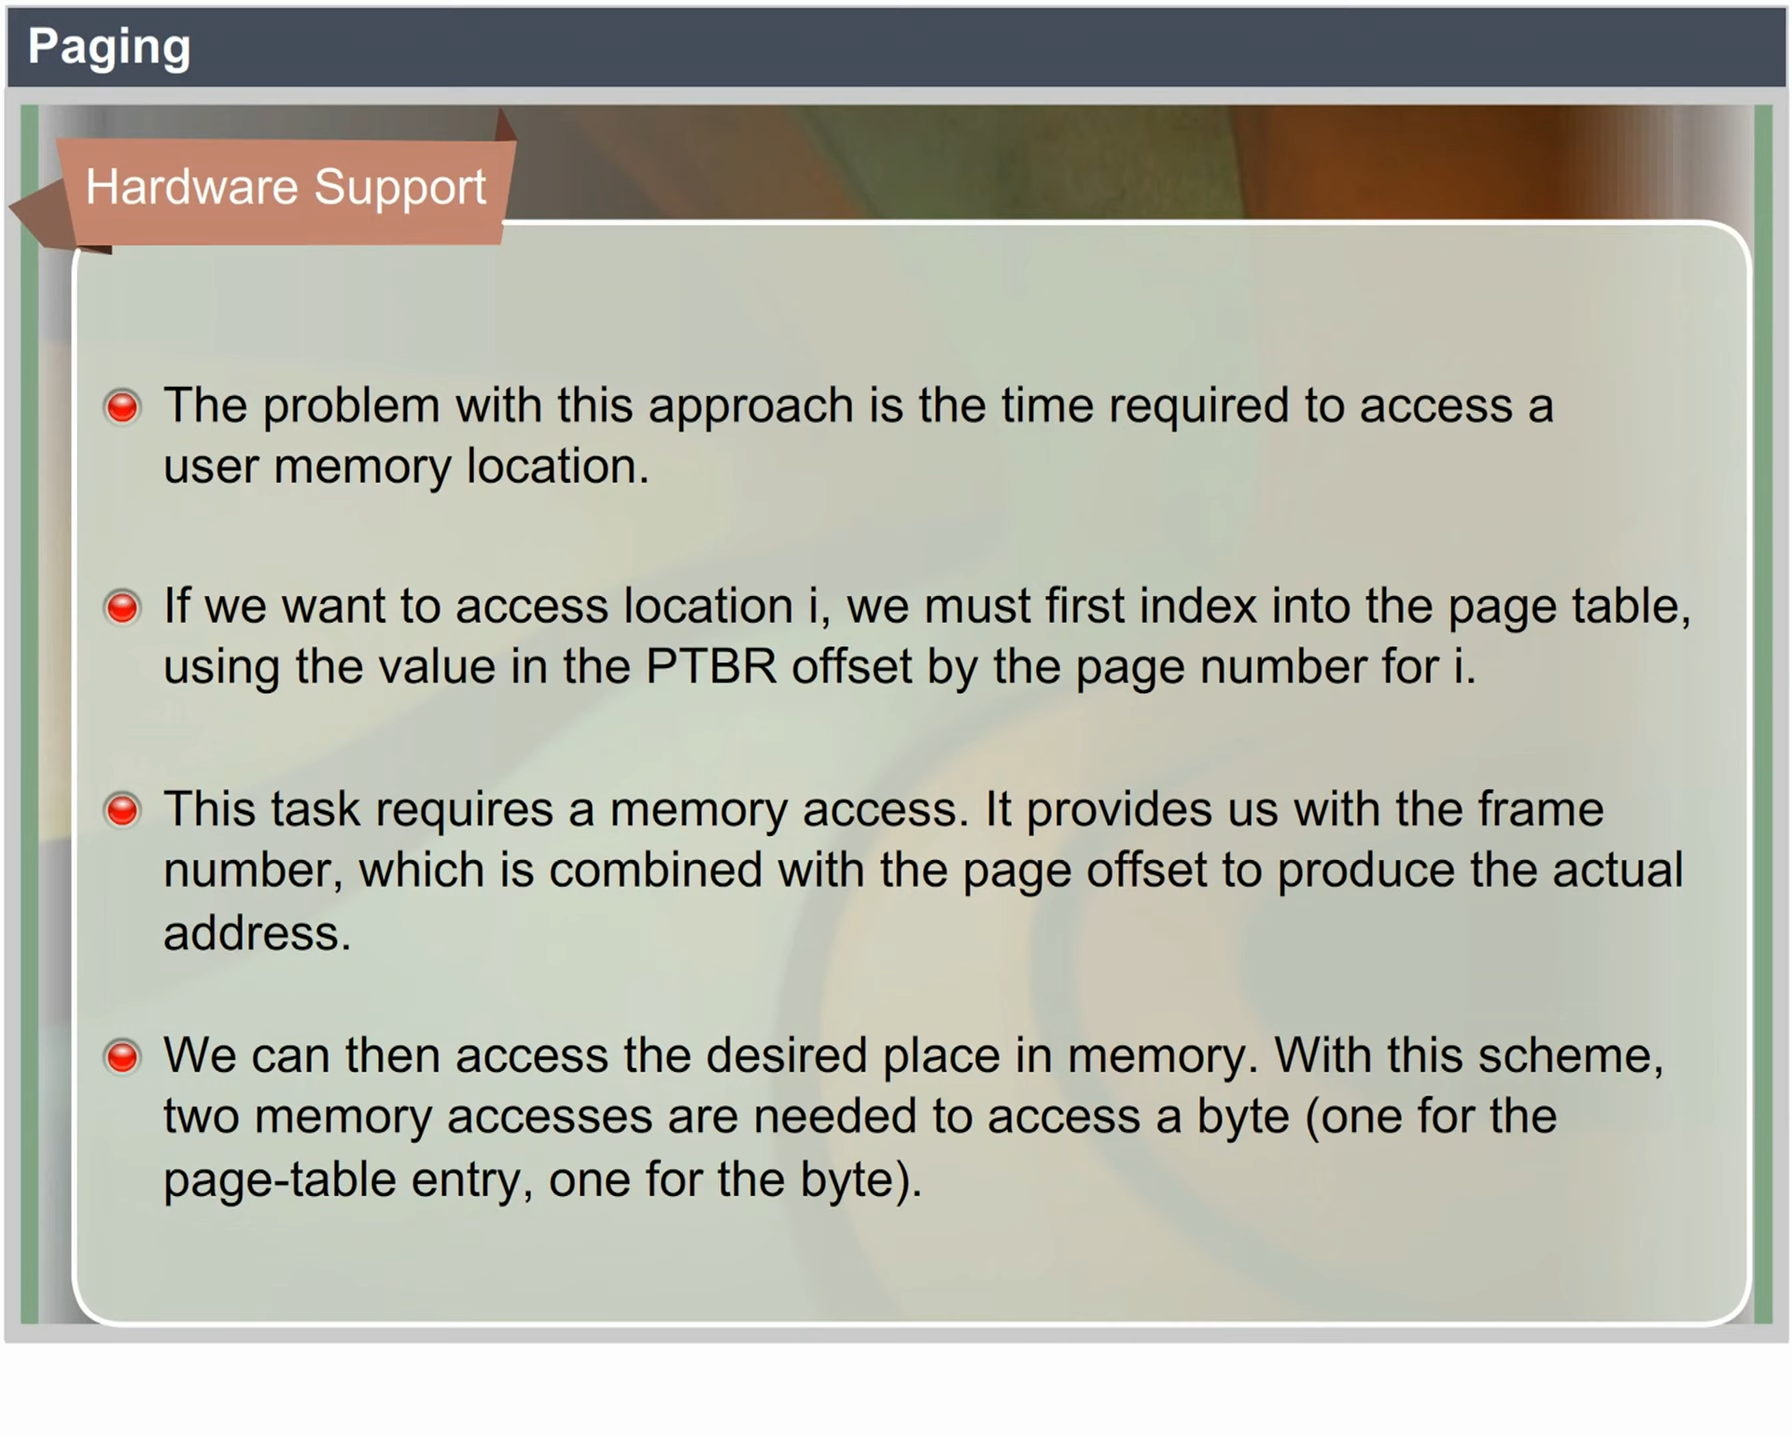 Paging
Hardware Support
The problem with this approach is the time required to access a
user memory location.
If we want to access location i, we must first index into the page table,
using the value in the PTBR offset by the page number for i.
This task requires a memory access. It provides us with the frame
number, which is combined with the page offset to produce the actual
address.
We can then access the desired place in memory. With this scheme,
two memory accesses are needed to access a byte (one for the
page-table entry, one for the byte).